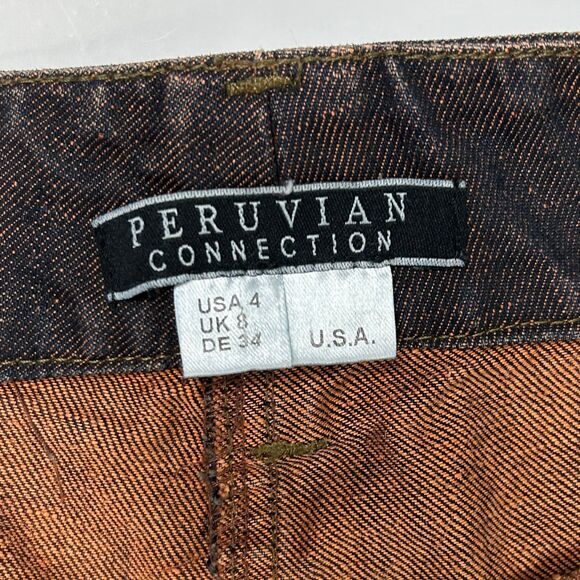 PERUVIAN
CONNECTION
USA 4
UK 8
DE 34
U.S.A.